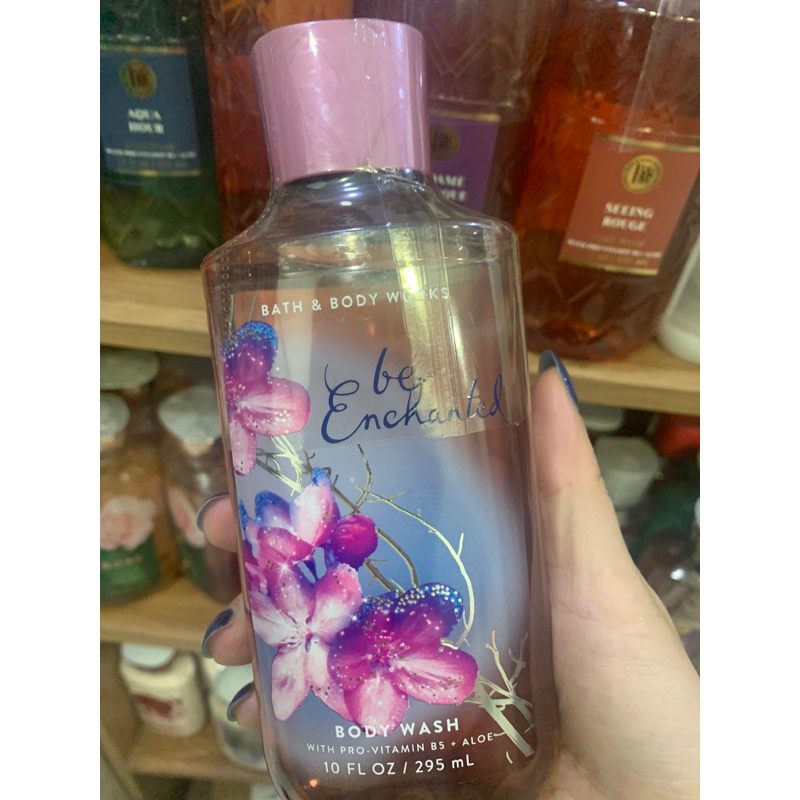 BATH & BODY WORKS
be
Enchanted
BODY WASH
WITH PRO-VITAMIN B5 + ALOE
10 FL OZ / 295 mL
AQUA
HOUR
SEEING
ROUGE